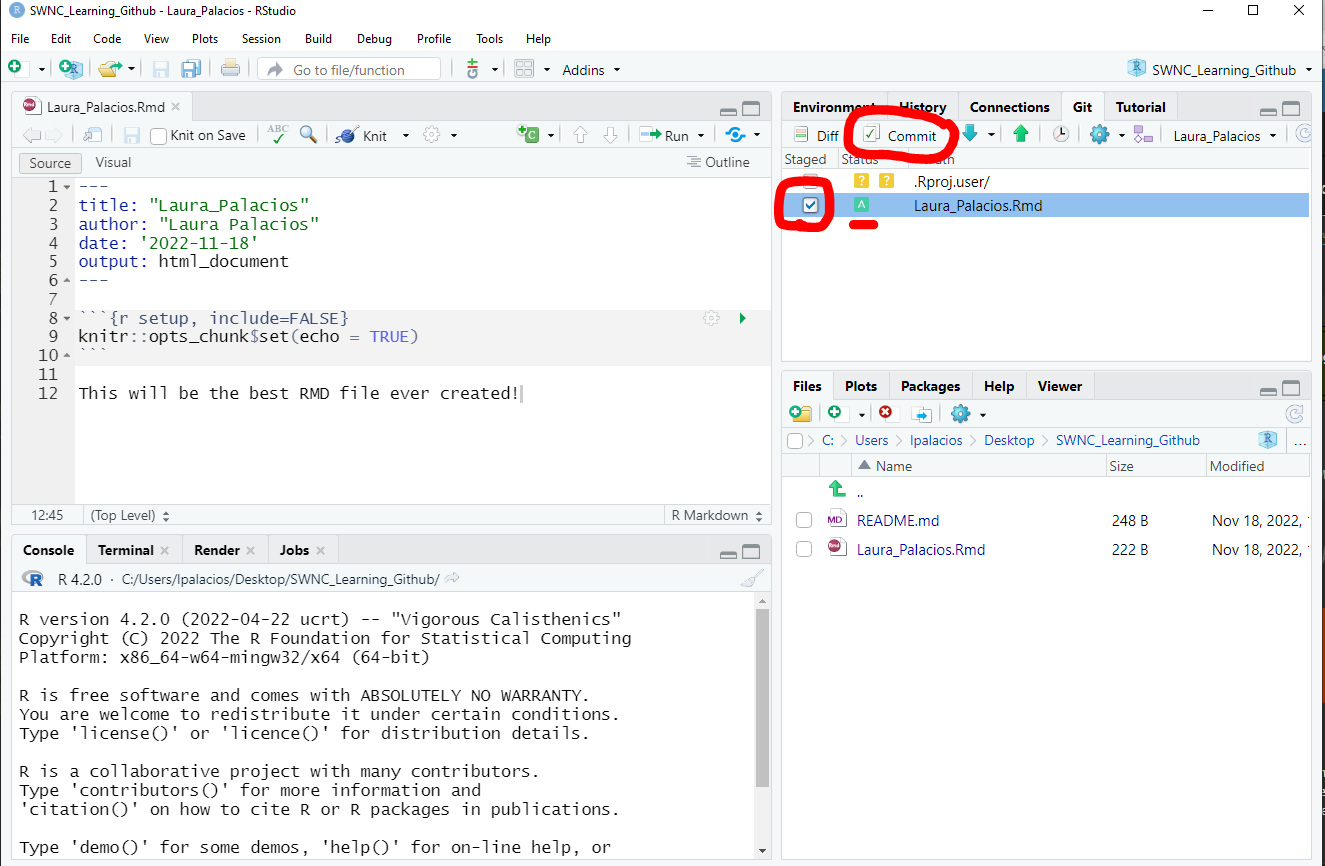 SWNC_Learning_Github - Laura_Palacios - RStudio
File Edit Code View Plots Session Build Debug Profile Tools Help
Go to file/function Addins SWNC_Learning_Github
Laura_Palacios.Rmd
Knit on Save ABC Knit Run
Source Visual Outline
1 ---
2 title: "Laura_Palacios"
3 author: "Laura Palacios"
4 date: '2022-11-18'
5 output: html_document
6 ---
7
8 ```{r setup, include=FALSE}
9 knitr::opts_chunk$set(echo = TRUE)
10 ```
11
12 This will be the best RMD file ever created!
12:45 (Top Level) R Markdown
Console Terminal Render Jobs
R 4.2.0 · C:/Users/lpalacios/Desktop/SWNC_Learning_Github/
R version 4.2.0 (2022-04-22 ucrt) -- "Vigorous Calisthenics"
Copyright (C) 2022 The R Foundation for Statistical Computing
Platform: x86_64-w64-mingw32/x64 (64-bit)
R is free software and comes with ABSOLUTELY NO WARRANTY.
You are welcome to redistribute it under certain conditions.
Type 'license()' or 'licence()' for distribution details.
R is a collaborative project with many contributors.
Type 'contributors()' for more information and
'citation()' on how to cite R or R packages in publications.
Type 'demo()' for some demos, 'help()' for on-line help, or
Environment History Connections Git Tutorial
Diff Commit Laura_Palacios
Staged Status
? ? .Rproj.user/
A Laura_Palacios.Rmd
Files Plots Packages Help Viewer
C: Users lpalacios Desktop SWNC_Learning_Github ...
Name Size Modified
..
MD README.md 248 B Nov 18, 2022,
Rmd Laura_Palacios.Rmd 222 B Nov 18, 2022,